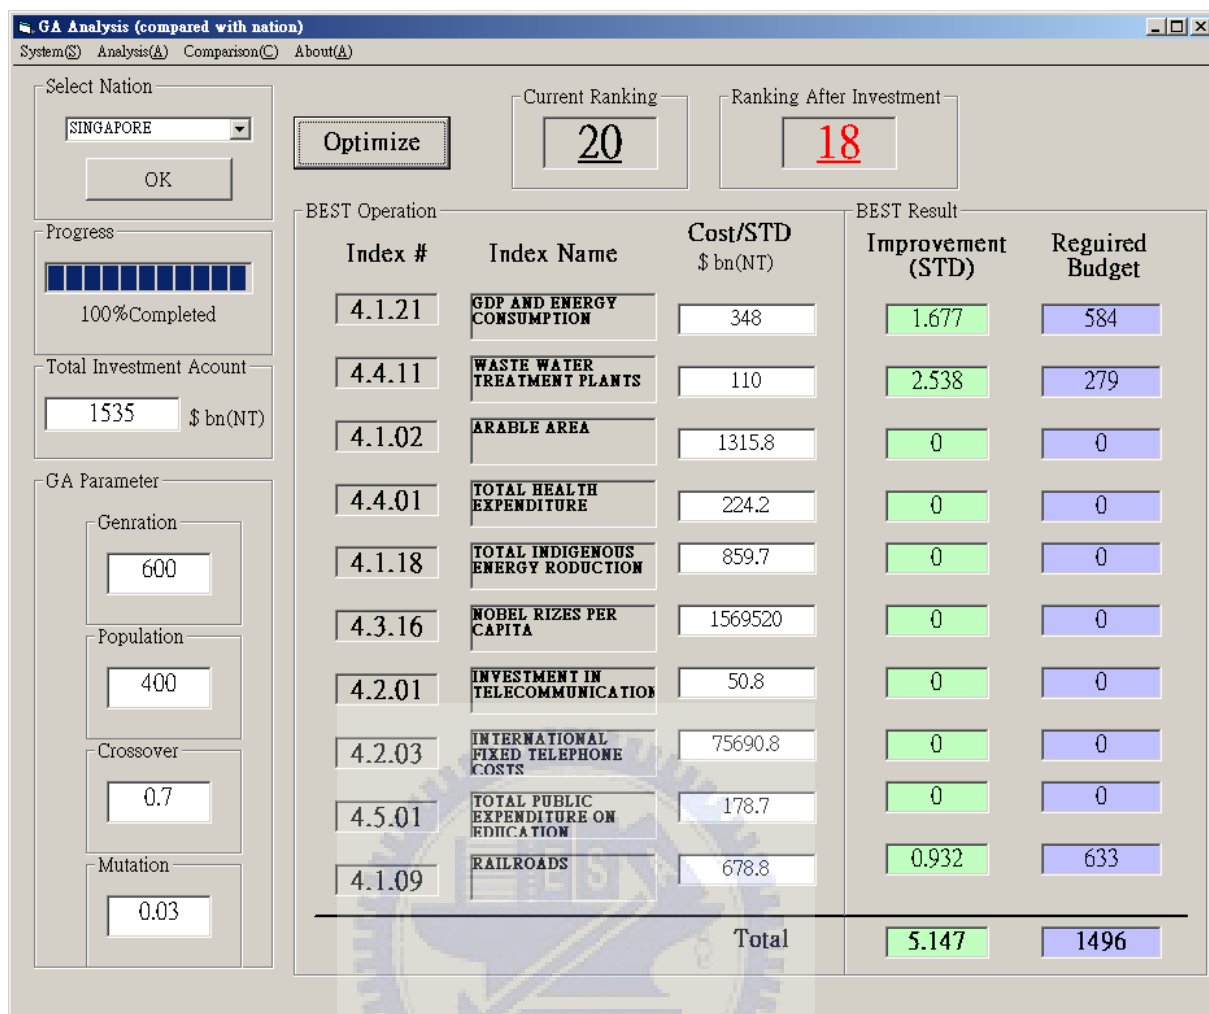 GA Analysis (compared with nation)
System(S) Analysis(A) Comparison(C) About(A)
Select Nation
SINGAPORE
OK
Optimize
Current Ranking
20
Ranking After Investment
18
Progress
100%Completed
Total Investment Acount
1535 $ bn(NT)
GA Parameter
Genration
600
Population
400
Crossover
0.7
Mutation
0.03
BEST Operation
BEST Result
Index # Index Name Cost/STD
$ bn(NT)
Improvement
(STD)
Reguired
Budget
4.1.21 GDP AND ENERGY
CONSUMPTION 348 1.677 584
4.4.11 WASTE WATER
TREATMENT PLANTS 110 2.538 279
4.1.02 ARABLE AREA 1315.8 0 0
4.4.01 TOTAL HEALTH
EXPENDITURE 224.2 0 0
4.1.18 TOTAL INDIGENOUS
ENERGY RODUCTION 859.7 0 0
4.3.16 NOBEL RIZES PER
CAPITA 1569520 0 0
4.2.01 INVESTMENT IN
TELECOMMUNICATION 50.8 0 0
4.2.03 INTERNATIONAL
FIXED TELEPHONE
COSTS 75690.8 0 0
4.5.01 TOTAL PUBLIC
EXPENDITURE ON
EDUCATION 178.7 0 0
4.1.09 RAILROADS 678.8 0.932 633
Total 5.147 1496